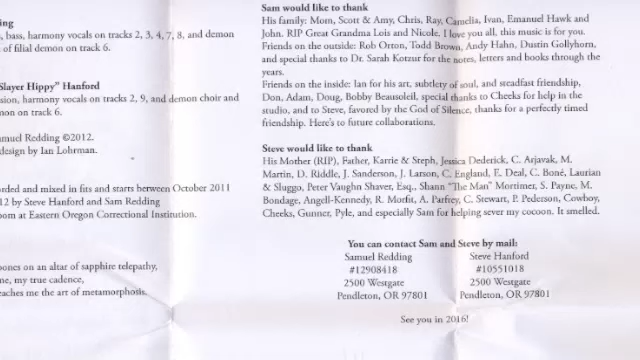 ding
, bass, harmony vocals on tracks 2, 3, 4, 7, 8, and demon
of filial demon on track 6.
Slayer Hippy" Hanford
sion, harmony vocals on tracks 2, 9, and demon choir and
mon on track 6.
muel Redding ©2012.
design by Ian Lohrman.
orded and mixed in fits and starts between October 2011
12 by Steve Hanford and Sam Redding
oom at Eastern Oregon Correctional Institution.
bones on an altar of sapphire telepathy,
me, my true cadence,
eaches me the art of metamorphosis.
Sam would like to thank
His family: Mom, Scott & Amy, Chris, Ray, Camelia, Ivan, Emanuel Hawk and
John. RIP Great Grandma Lois and Nicole, I love you all, this music is for you.
Friends on the outside: Rob Orton, Todd Brown, Andy Hahn, Dustin Gollyhorn,
and special thanks to Dr. Sarah Kotzur for the notes, letters and books through the
years.
Friends on the inside: Ian for his art, subtlety of soul, and steadfast friendship,
Don, Adam, Doug, Bobby Beausoleil, special thanks to Cheeks for help in the
studio, and to Steve, favored by the God of Silence, thanks for a perfectly timed
friendship. Here's to future collaborations.
Steve would like to thank
His Mother (RIP), Father, Karrie & Steph, Jessica Dederick, C. Arjavak, M.
Martin, D. Riddle, J. Sanderson, J. Larson, C. England, E. Deal, C. Boné, Laurian
& Sluggo, Peter Vaughn Shaver, Esq., Shann "The Man" Mortimer, S. Payne, M.
Bondage, Angell-Kennedy, R. Morfit, A. Parfrey, C. Stewart, P. Pederson, Cowboy,
Cheeks, Gunner, Pyle, and especially Sam for helping sever my cocoon. It smelled.
You can contact Sam and Steve by mail:
Samuel Redding
#12908418
2500 Westgate
Pendleton, OR 97801
Steve Hanford
#10551018
2500 Westgate
Pendleton, OR 97801
See you in 2016!